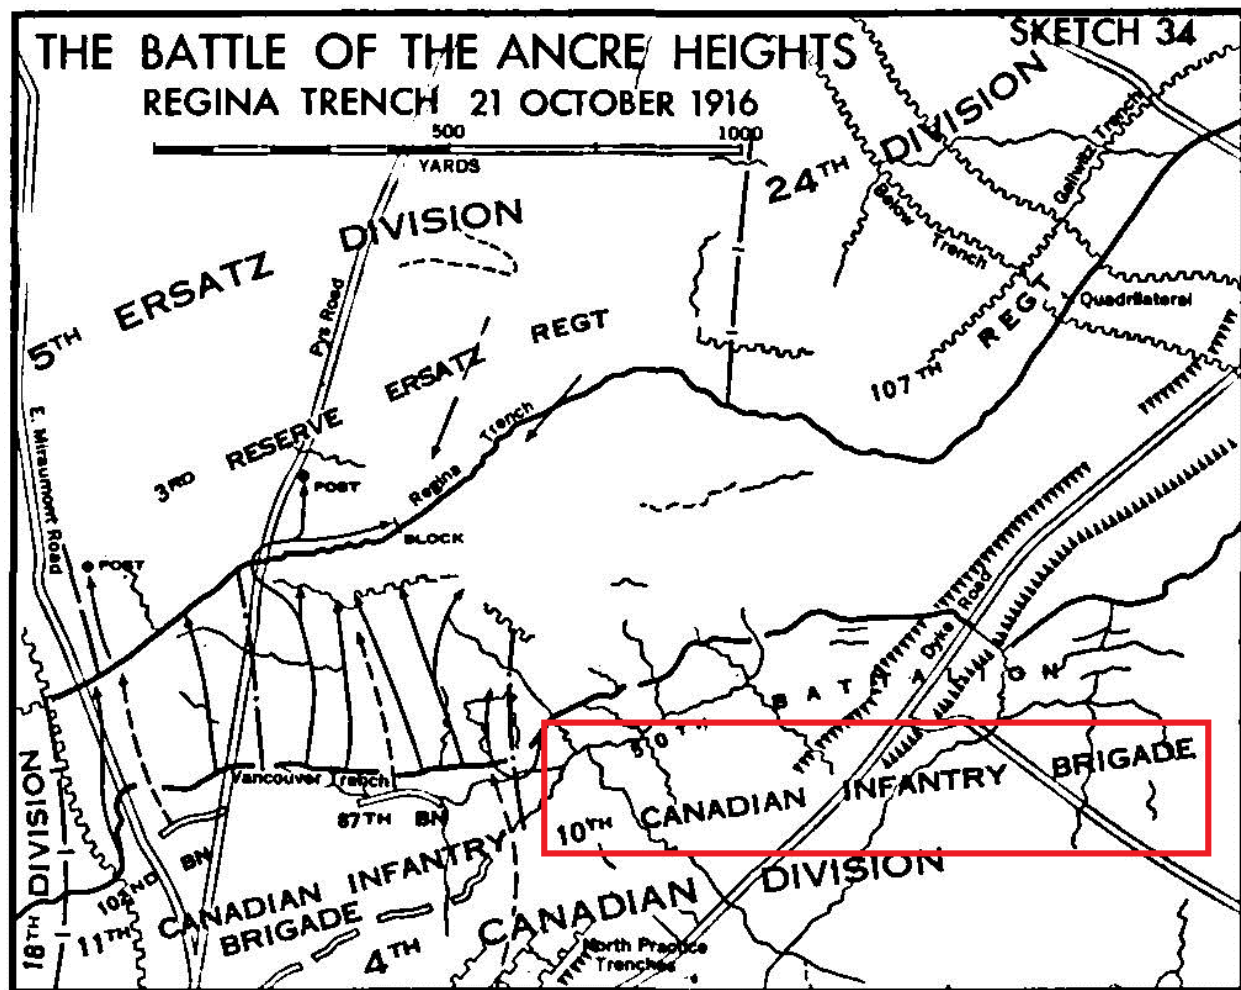 THE BATTLE OF THE ANCRE HEIGHTS
SKETCH 34
REGINA TRENCH 21 OCTOBER 1916
500
1000
YARDS
24TH DIVISION
Gallwitz Trench
Below Trench
Quadrilateral
107TH REGT
5TH ERSATZ DIVISION
Pys Road
3RD RESERVE ERSATZ REGT
E. Miraumont Road
Regina Trench
POST
BLOCK
POST
Dyke Road
BATTALION
Vancouver Trench
87TH BN
102ND BN
10TH CANADIAN INFANTRY BRIGADE
11TH CANADIAN INFANTRY
BRIGADE
18TH DIVISION
4TH CANADIAN DIVISION
North Practice
Trenches